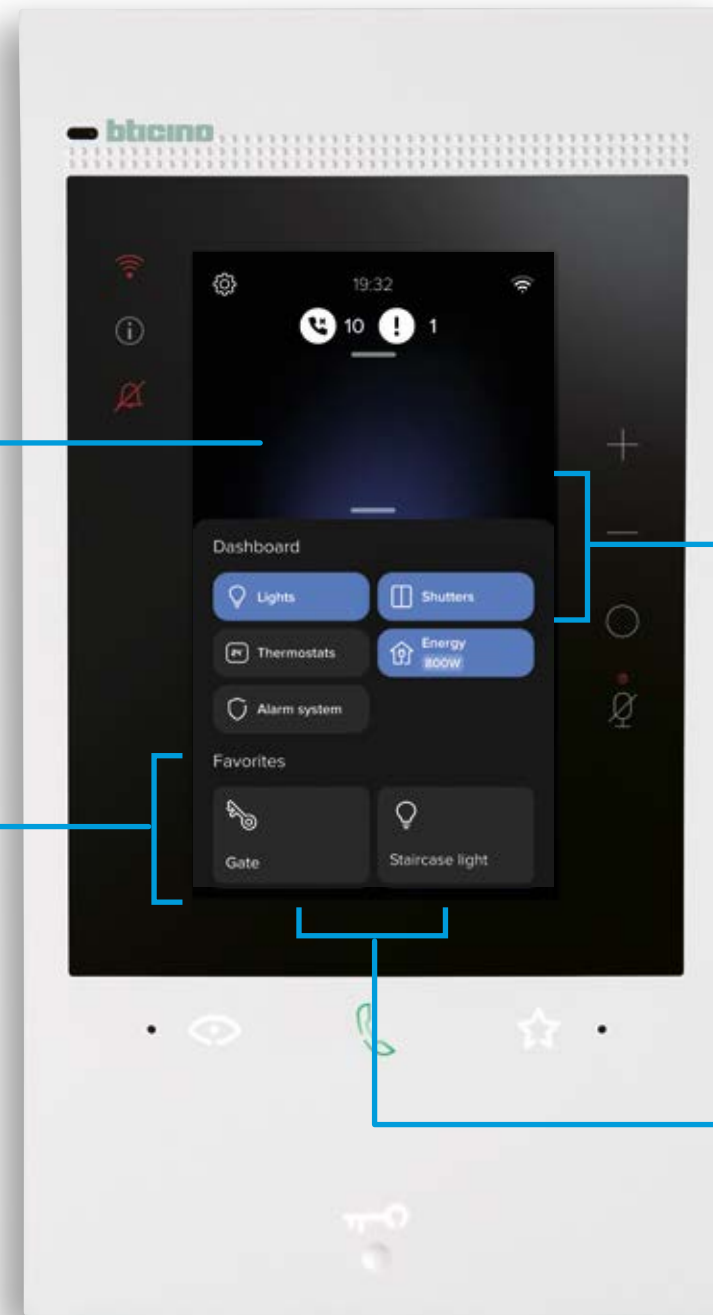 bticino
19:32
10 1
Dashboard
Lights
Shutters
Thermostats
Energy
800W
Alarm system
Favorites
Gate
Staircase light